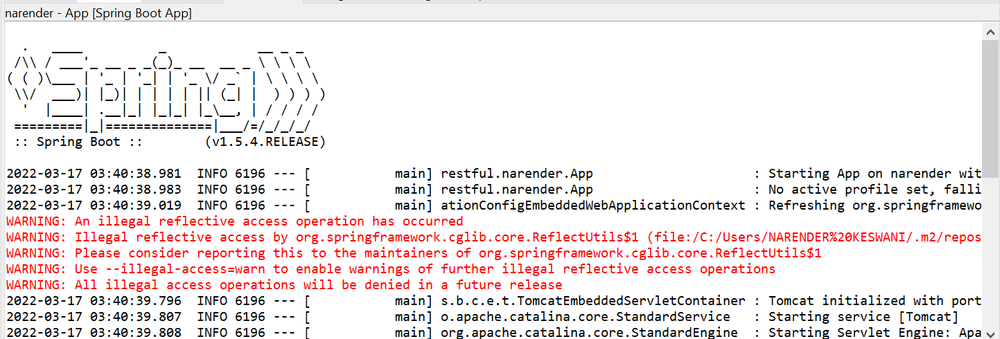 narender - App [Spring Boot App]
  .   ____          _            __ _ _
 /\\ / ___'_ __ _ _(_)_ __  __ _ \ \ \ \
( ( )\___ | '_ | '_| | '_ \/ _` | \ \ \ \
 \\/  ___)| |_)| | | | | || (_| |  ) ) ) )
  '  |____| .__|_| |_|_| |_\__, | / / / /
 =========|_|==============|___/=/_/_/_/
 :: Spring Boot ::        (v1.5.4.RELEASE)
2022-03-17 03:40:38.981  INFO 6196 --- [           main] restful.narender.App                     : Starting App on narender wit
2022-03-17 03:40:38.983  INFO 6196 --- [           main] restful.narender.App                     : No active profile set, falli
2022-03-17 03:40:39.019  INFO 6196 --- [           main] ationConfigEmbeddedWebApplicationContext : Refreshing org.springframewo
WARNING: An illegal reflective access operation has occurred
WARNING: Illegal reflective access by org.springframework.cglib.core.ReflectUtils$1 (file:/C:/Users/NARENDER%20KESWANI/.m2/repos
WARNING: Please consider reporting this to the maintainers of org.springframework.cglib.core.ReflectUtils$1
WARNING: Use --illegal-access=warn to enable warnings of further illegal reflective access operations
WARNING: All illegal access operations will be denied in a future release
2022-03-17 03:40:39.796  INFO 6196 --- [           main] s.b.c.e.t.TomcatEmbeddedServletContainer : Tomcat initialized with port
2022-03-17 03:40:39.807  INFO 6196 --- [           main] o.apache.catalina.core.StandardService   : Starting service [Tomcat]
2022-03-17 03:40:39.808  INFO 6196 --- [           main] org.apache.catalina.core.StandardEngine  : Starting Servlet Engine: Apa